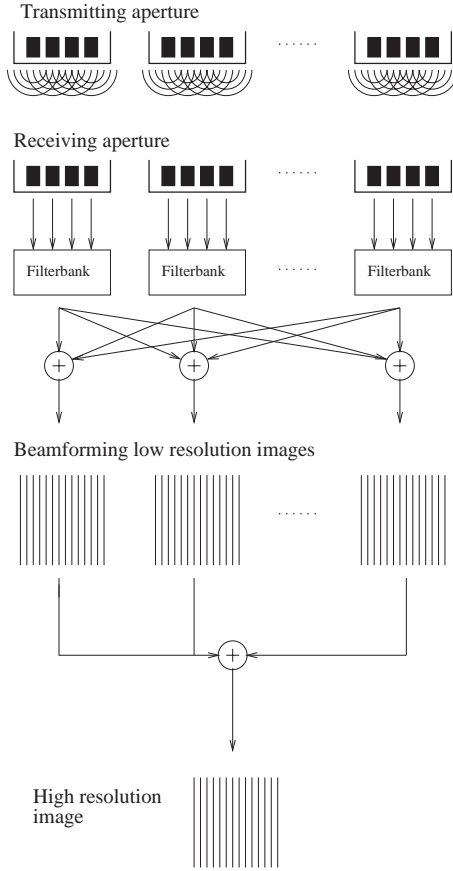 Transmitting aperture
. . . . . .
Receiving aperture
. . . . . .
Filterbank Filterbank . . . . . . Filterbank
+ + +
Beamforming low resolution images
. . . . . .
+
High resolution
image